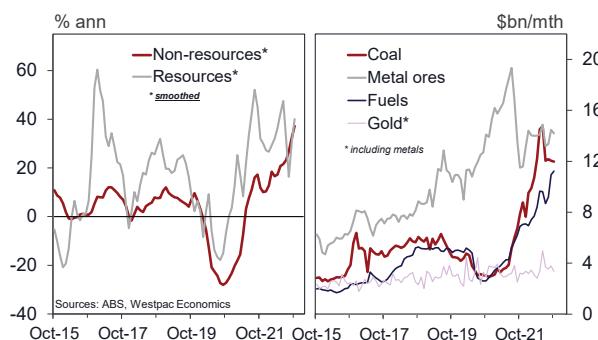 % ann
$bn/mth
60
40
20
0
-20
-40
Non-resources*
Resources*
* smoothed
Sources: ABS, Westpac Economics
Oct-15 Oct-17 Oct-19 Oct-21
Coal
Metal ores
Fuels
Gold*
* including metals
20
16
12
8
4
0
Oct-15 Oct-17 Oct-19 Oct-21